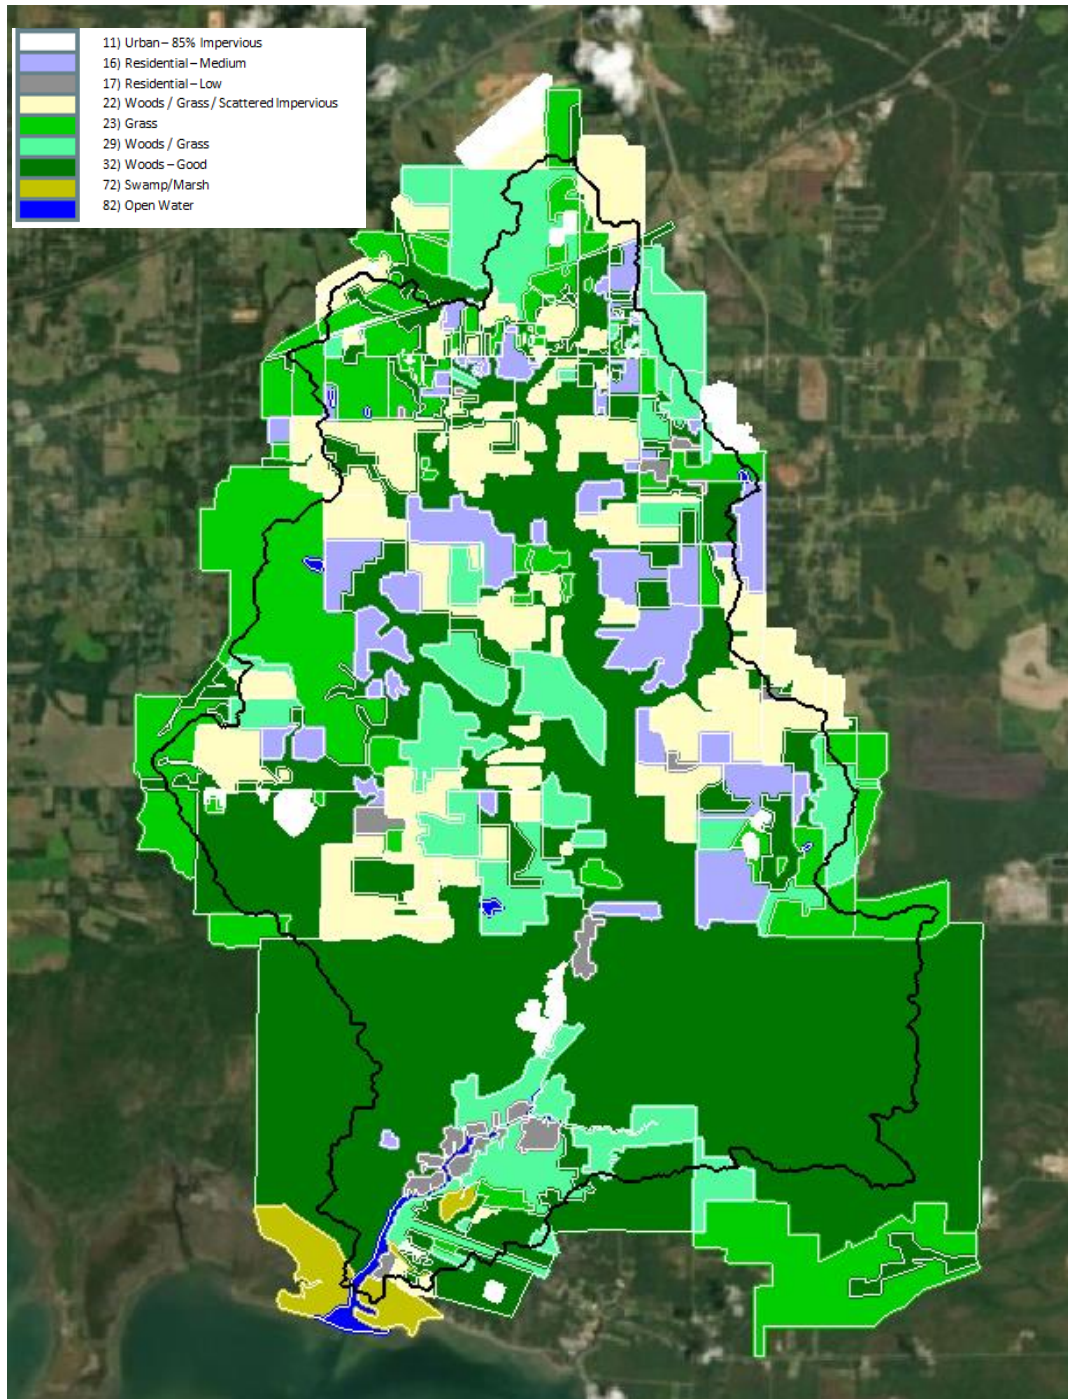 11) Urban – 85% Impervious
16) Residential – Medium
17) Residential – Low
22) Woods / Grass / Scattered Impervious
23) Grass
29) Woods / Grass
32) Woods – Good
72) Swamp/Marsh
82) Open Water